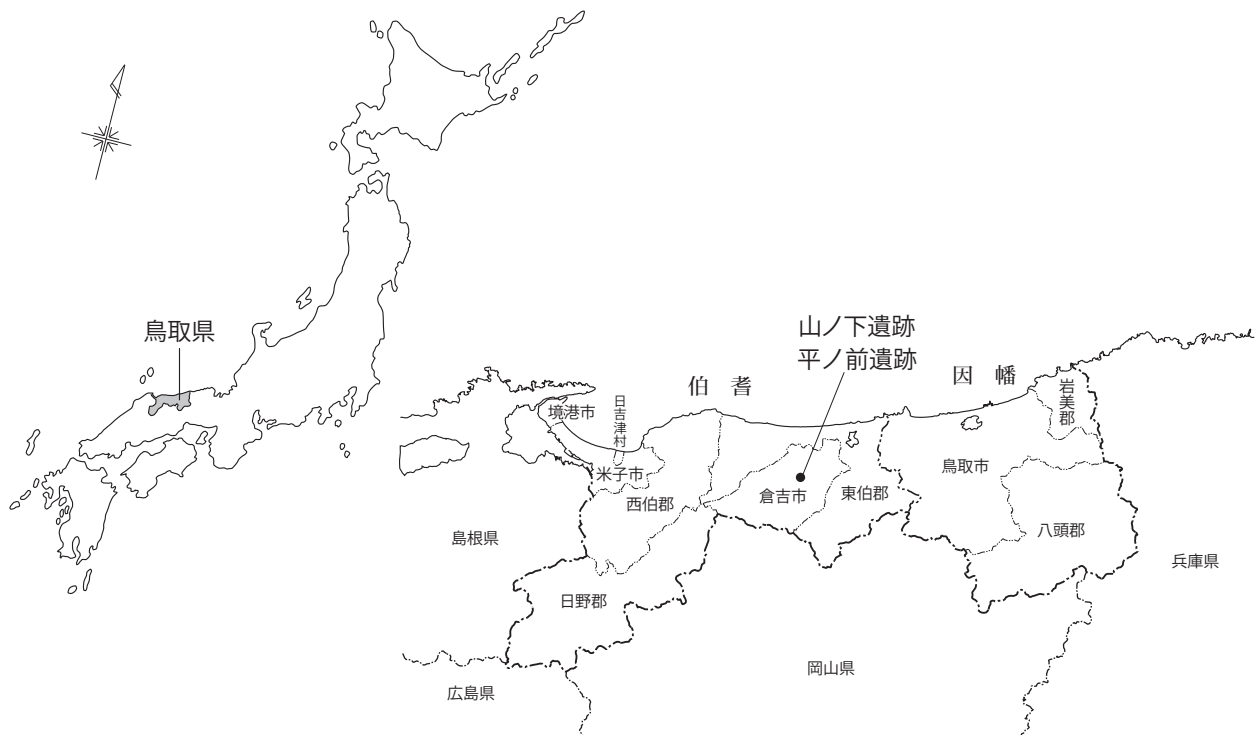 鳥取県
山ノ下遺跡
平ノ前遺跡
伯耆
因幡
岩美郡
境港市
日吉津村
米子市
西伯郡
倉吉市
東伯郡
鳥取市
八頭郡
島根県
日野郡
兵庫県
岡山県
広島県